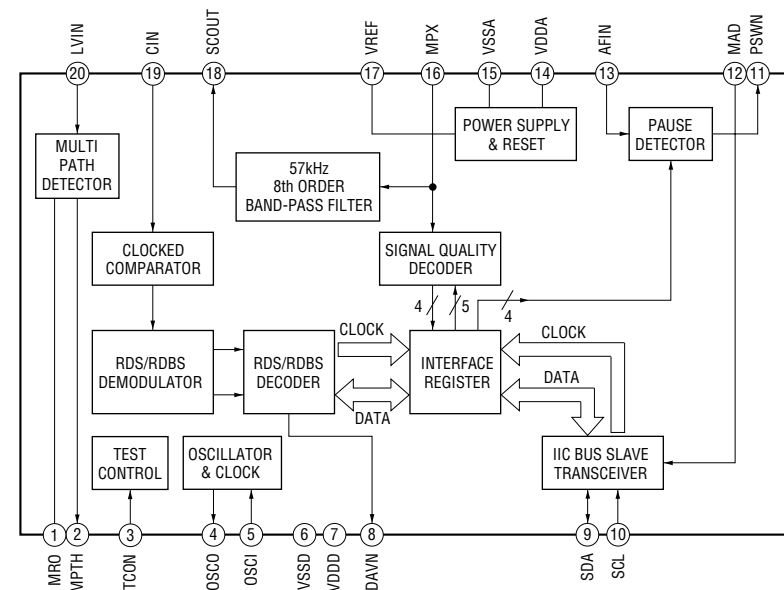 LVIN
CIN
SCOUT
VREF
MPX
VSSA
VDDA
AFIN
MAD
PSWN
20
19
18
17
16
15
14
13
12
11
MULTI
PATH
DETECTOR
57kHz
8th ORDER
BAND-PASS FILTER
POWER SUPPLY
& RESET
PAUSE
DETECTOR
CLOCKED
COMPARATOR
SIGNAL QUALITY
DECODER
4
5
4
RDS/RDBS
DEMODULATOR
RDS/RDBS
DECODER
CLOCK
DATA
INTERFACE
REGISTER
CLOCK
DATA
TEST
CONTROL
OSCILLATOR
& CLOCK
IIC BUS SLAVE
TRANSCEIVER
1
2
3
4
5
6
7
8
9
10
MRO
MPTH
TCON
OSCO
OSCI
VSSD
VDDD
DAVN
SDA
SCL